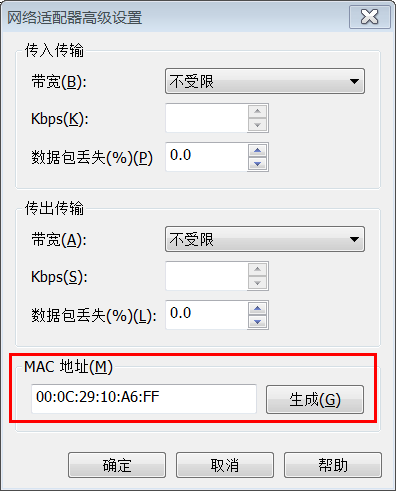 网络适配器高级设置
传入传输
带宽(B): 不受限
Kbps(K):
数据包丢失(%)(P) 0.0
传出传输
带宽(A): 不受限
Kbps(S):
数据包丢失(%)(L): 0.0
MAC 地址(M)
00:0C:29:10:A6:FF 生成(G)
确定 取消 帮助